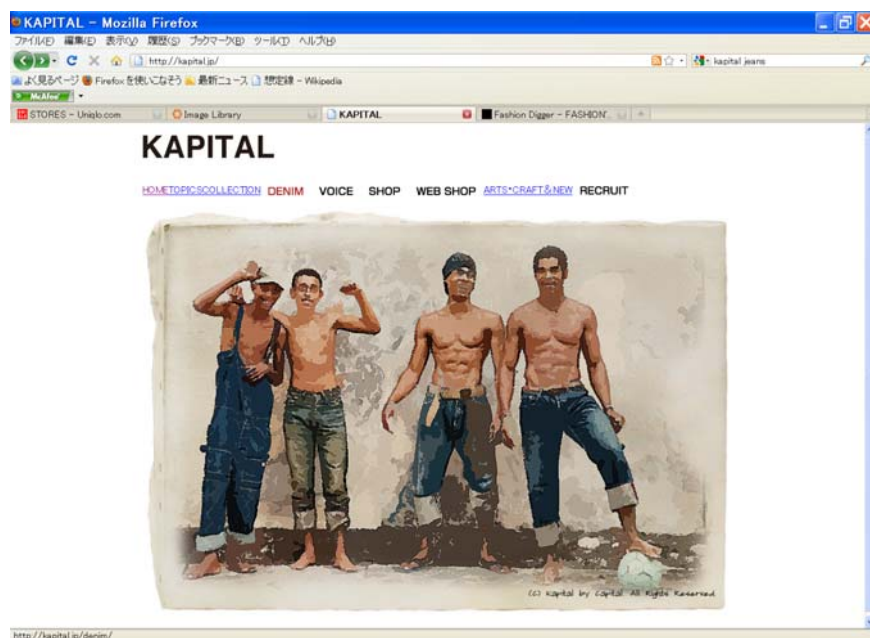 KAPITAL - Mozilla Firefox
ファイル(F) 編集(E) 表示(V) 履歴(S) ブックマーク(B) ツール(T) ヘルプ(H)
http://kapital.jp/ kapital jeans
よく見るページ Firefox を使いこなそう 最新ニュース 想定線 - Wikipedia
McAfee
STORES - Uniqlo.com Image Library KAPITAL Fashion Digger - FASHION'..
KAPITAL
HOMETOPICSCOLLECTION DENIM VOICE SHOP WEB SHOP ARTS・CRAFT&NEW RECRUIT
(C) Kapital by Capital. All Rights Reserved
http://kapital.jp/denim/